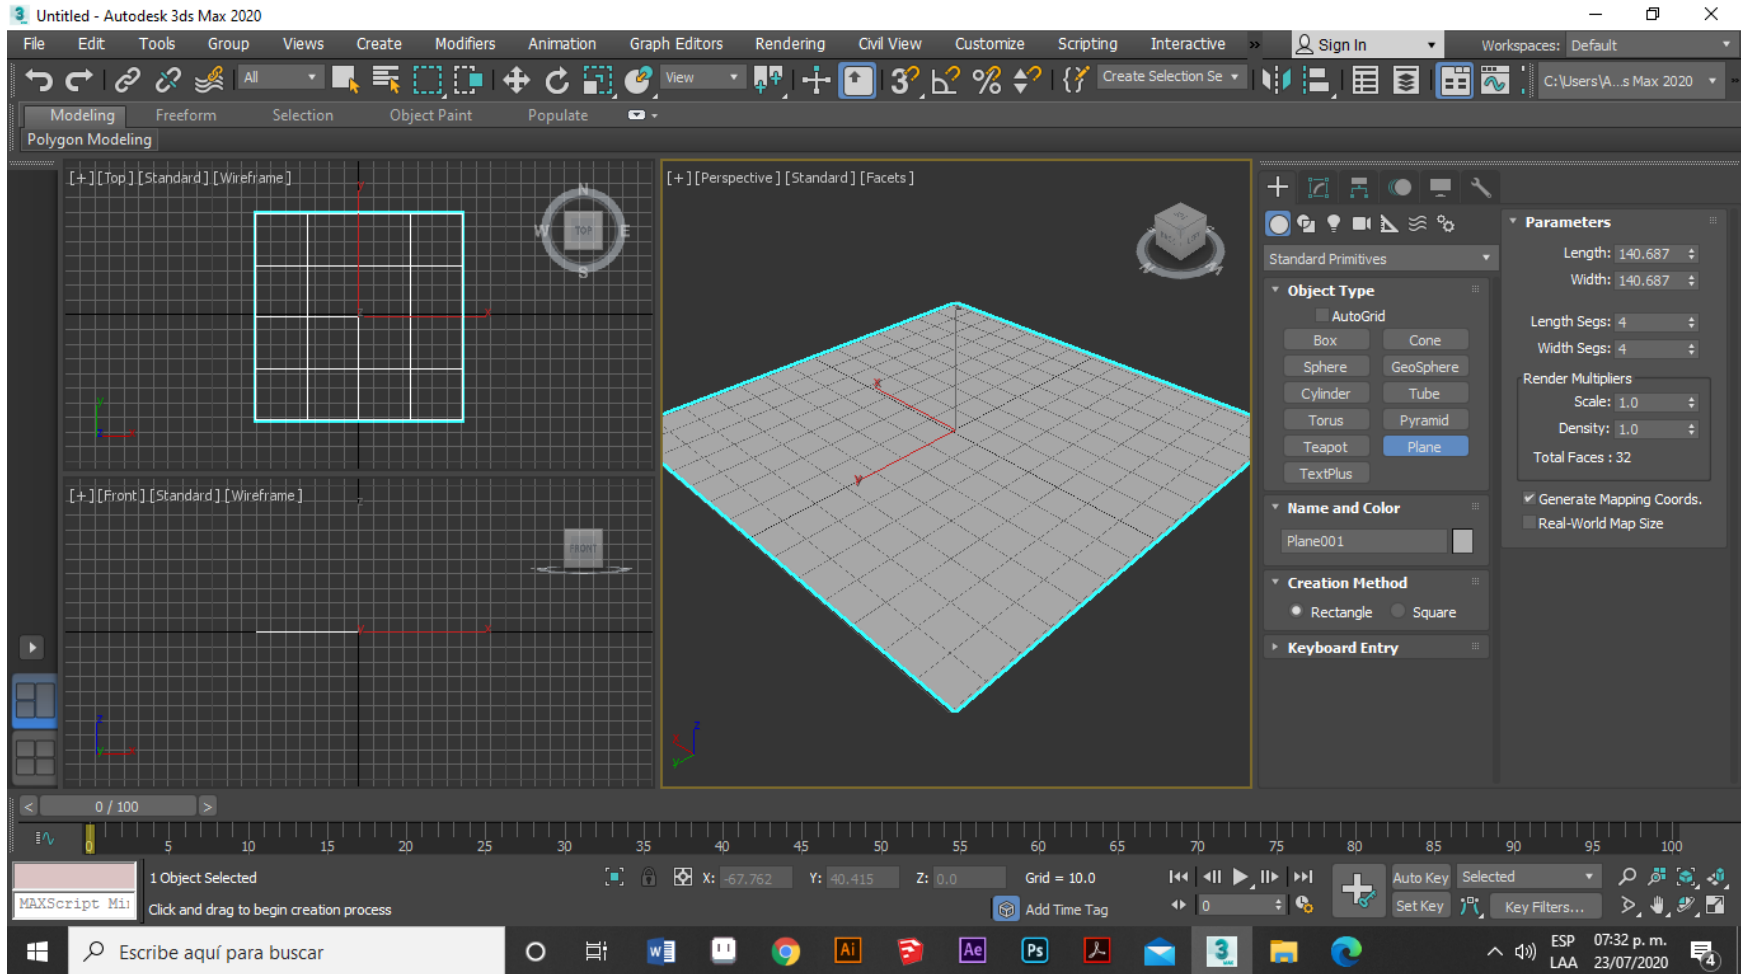 Untitled - Autodesk 3ds Max 2020
File Edit Tools Group Views Create Modifiers Animation Graph Editors Rendering Civil View Customize Scripting Interactive » Sign In Workspaces: Default
All View Create Selection Se C:\Users\A...s Max 2020 »
Modeling Freeform Selection Object Paint Populate
Polygon Modeling
[+] [Top] [Standard] [Wireframe]
N
W TOP E
S
y
z x
y
z x
[+] [Front] [Standard] [Wireframe]
z
FRONT
y x
z
y x
[+] [Perspective] [Standard] [Facets]
x
y
z
x
y
Standard Primitives
Object Type
AutoGrid
Box Cone
Sphere GeoSphere
Cylinder Tube
Torus Pyramid
Teapot Plane
TextPlus
Name and Color
Plane001
Creation Method
Rectangle Square
Keyboard Entry
Parameters
Length: 140.687
Width: 140.687
Length Segs: 4
Width Segs: 4
Render Multipliers
Scale: 1.0
Density: 1.0
Total Faces : 32
Generate Mapping Coords.
Real-World Map Size
< 0 / 100 >
0 5 10 15 20 25 30 35 40 45 50 55 60 65 70 75 80 85 90 95 100
1 Object Selected X: -67.762 Y: 40.415 Z: 0.0 Grid = 10.0 Auto Key Selected
MAXScript Mi Click and drag to begin creation process Add Time Tag 0 Set Key Key Filters...
Escribe aquí para buscar Ai Ae Ps 3 ESP 07:32 p. m.
LAA 23/07/2020 4